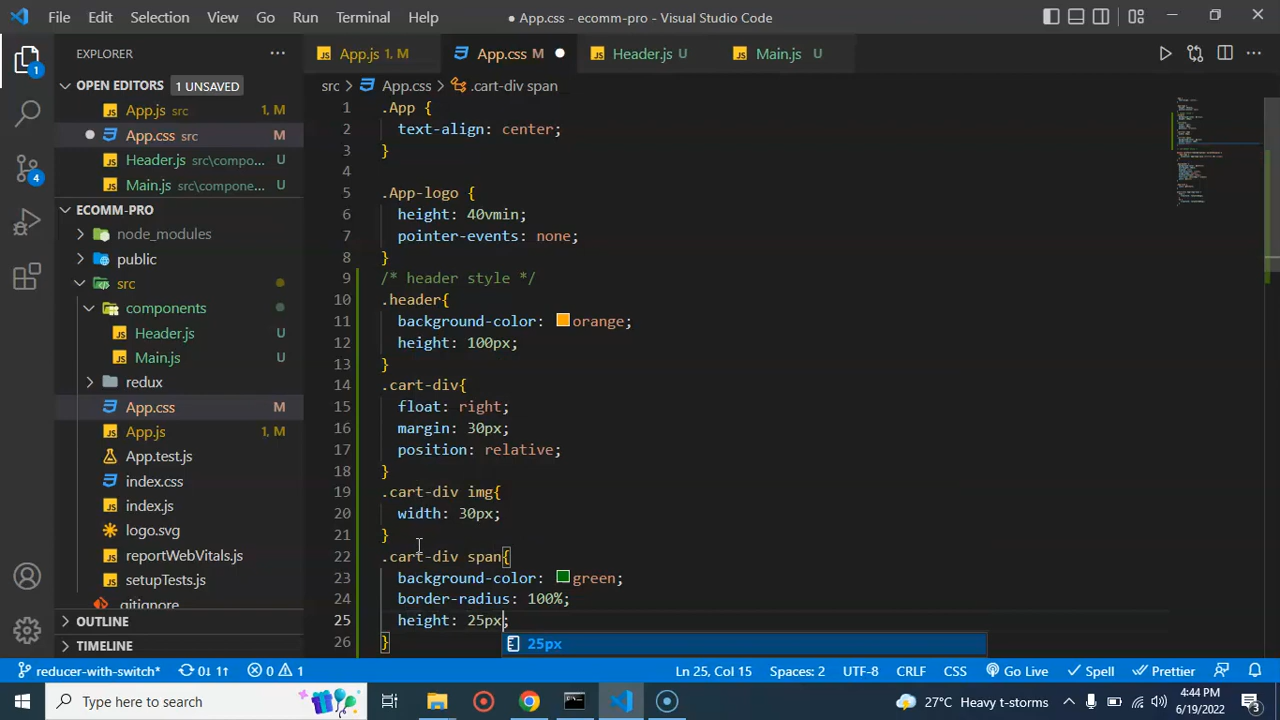 File Edit Selection View Go Run Terminal Help
● App.css - ecomm-pro - Visual Studio Code
EXPLORER
App.js 1, M
App.css M
Header.js U
Main.js U
OPEN EDITORS 1 UNSAVED
App.js src 1, M
App.css src M
Header.js src\compo... U
Main.js src\compone... U
ECOMM-PRO
node_modules
public
src
components
Header.js U
Main.js U
redux
App.css M
App.js 1, M
App.test.js
index.css
index.js
logo.svg
reportWebVitals.js
setupTests.js
.gitignore
OUTLINE
TIMELINE
1
4
src > App.css > .cart-div span
1 .App {
2 text-align: center;
3 }
4
5 .App-logo {
6 height: 40vmin;
7 pointer-events: none;
8 }
9 /* header style */
10 .header{
11 background-color: orange;
12 height: 100px;
13 }
14 .cart-div{
15 float: right;
16 margin: 30px;
17 position: relative;
18 }
19 .cart-div img{
20 width: 30px;
21 }
22 .cart-div span{
23 background-color: green;
24 border-radius: 100%;
25 height: 25px;
26 }
25px
reducer-with-switch* 0↓ 1↑ 0 1 Ln 25, Col 15 Spaces: 2 UTF-8 CRLF CSS Go Live Spell Prettier
Type here to search
27°C Heavy t-storms
4:44 PM
6/19/2022
3